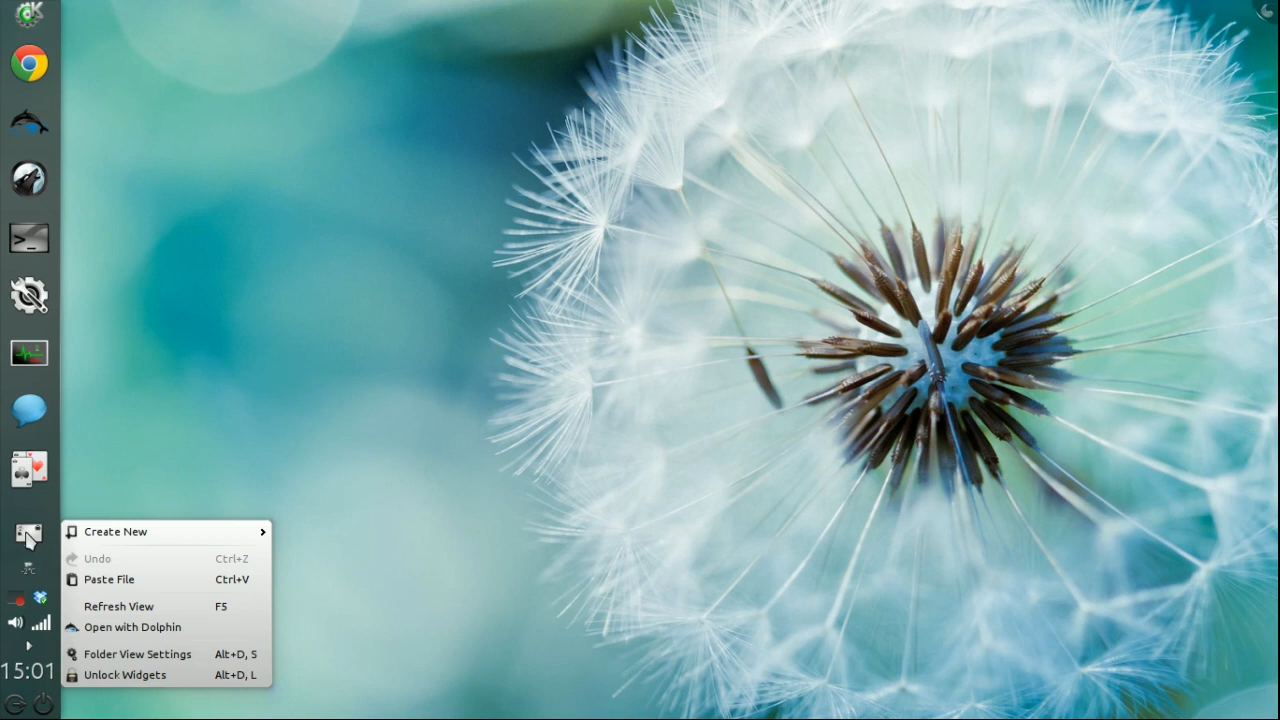 Create New
Undo Ctrl+Z
Paste File Ctrl+V
Refresh View F5
Open with Dolphin
Folder View Settings Alt+D, S
Unlock Widgets Alt+D, L
-2°C
15:01